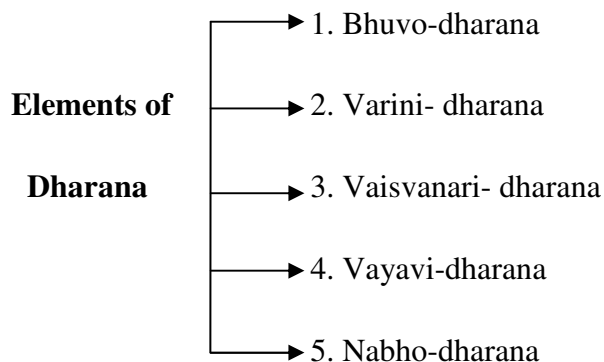 1. Bhuvo-dharana
Elements of
2. Varini- dharana
Dharana
3. Vaisvanari- dharana
4. Vayavi-dharana
5. Nabho-dharana